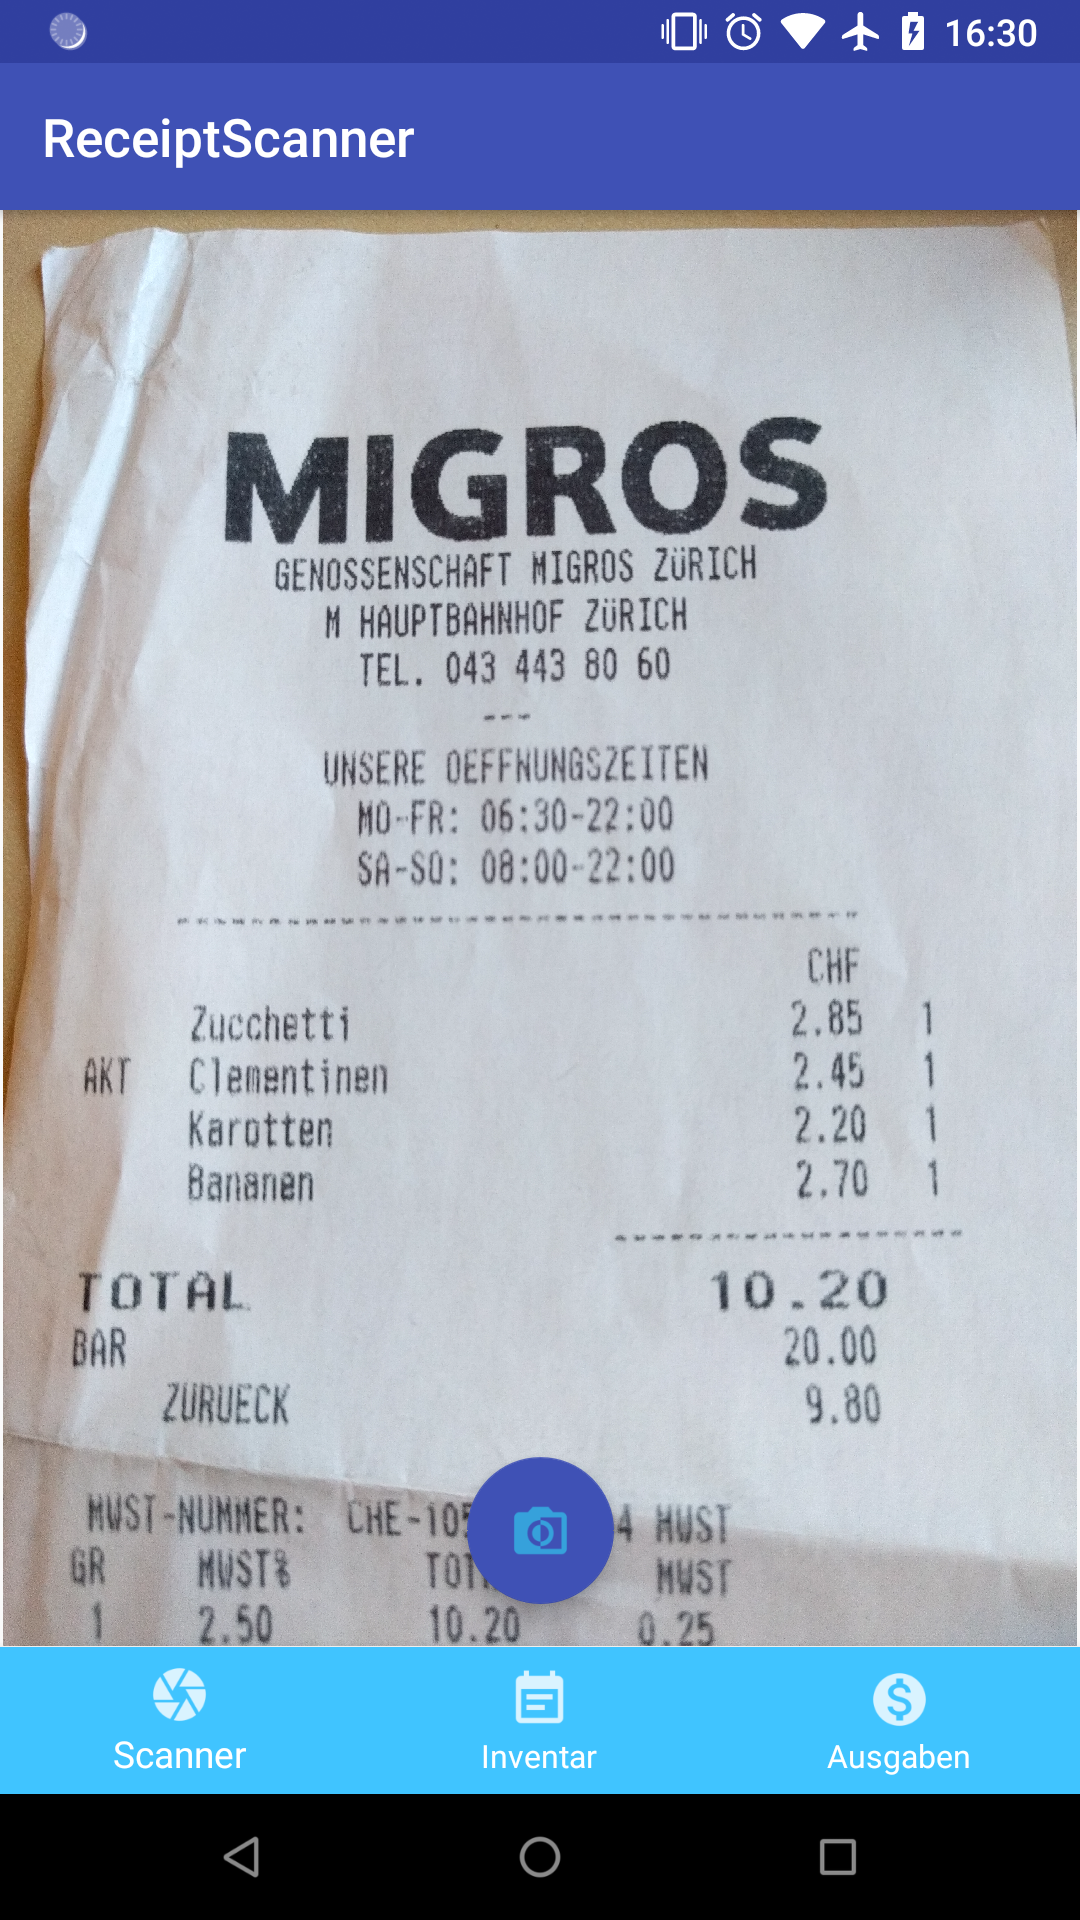 16:30
ReceiptScanner
MIGROS
GENOSSENSCHAFT MIGROS ZÜRICH
M HAUPTBAHNHOF ZÜRICH
TEL. 043 443 80 60
---
UNSERE OEFFNUNGSZEITEN
MO-FR: 06:30-22:00
SA-SO: 08:00-22:00
CHF
Zucchetti 2.85 1
AKT Clementinen 2.45 1
Karotten 2.20 1
Bananen 2.70 1
TOTAL 10.20
BAR 20.00
ZURUECK 9.80
MWST-NUMMER: CHE-105 4 MWST
GR MWST% TOT MWST
1 2.50 10.20 0.25
Scanner Inventar Ausgaben